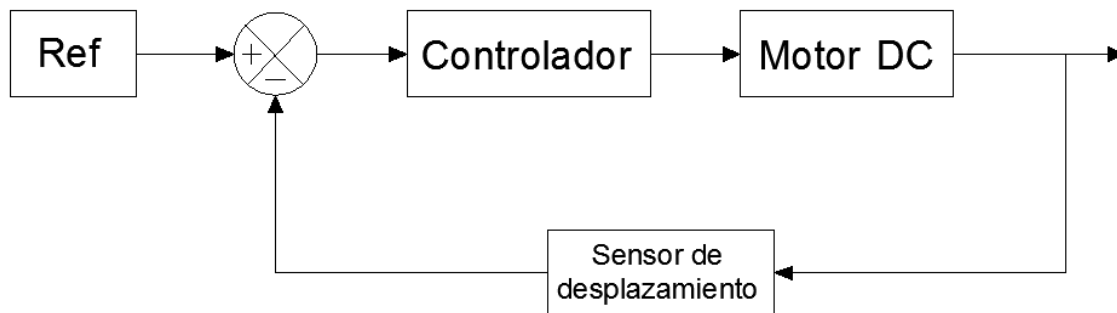 Ref
+
−
Controlador
Motor DC
Sensor de
desplazamiento